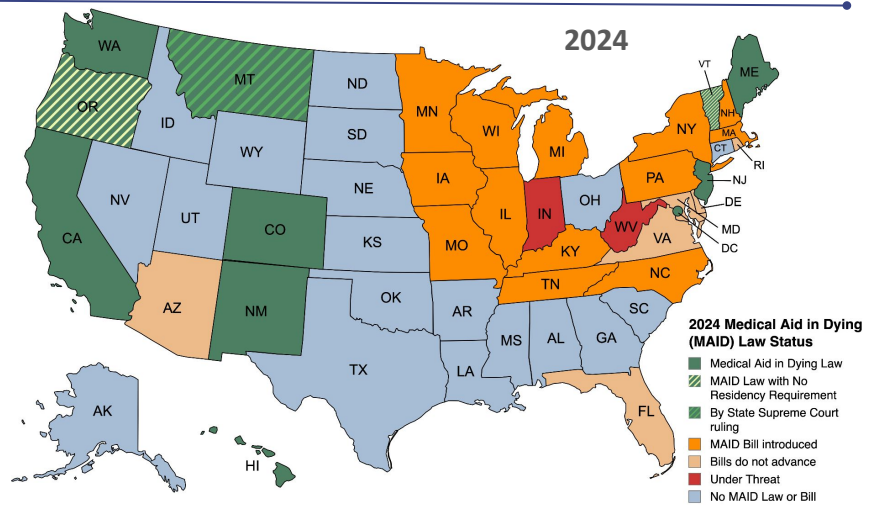 2024
WA
MT
ND
MN
VT
ME
OR
ID
SD
WI
MI
NY
NH
MA
CT
RI
WY
IA
PA
NJ
NV
NE
IL
IN
OH
DE
UT
CO
KS
MO
WV
VA
MD
DC
CA
KY
AZ
NM
OK
AR
TN
NC
SC
MS
AL
GA
TX
LA
AK
FL
HI
2024 Medical Aid in Dying
(MAID) Law Status
Medical Aid in Dying Law
MAID Law with No
Residency Requirement
By State Supreme Court
ruling
MAID Bill introduced
Bills do not advance
Under Threat
No MAID Law or Bill